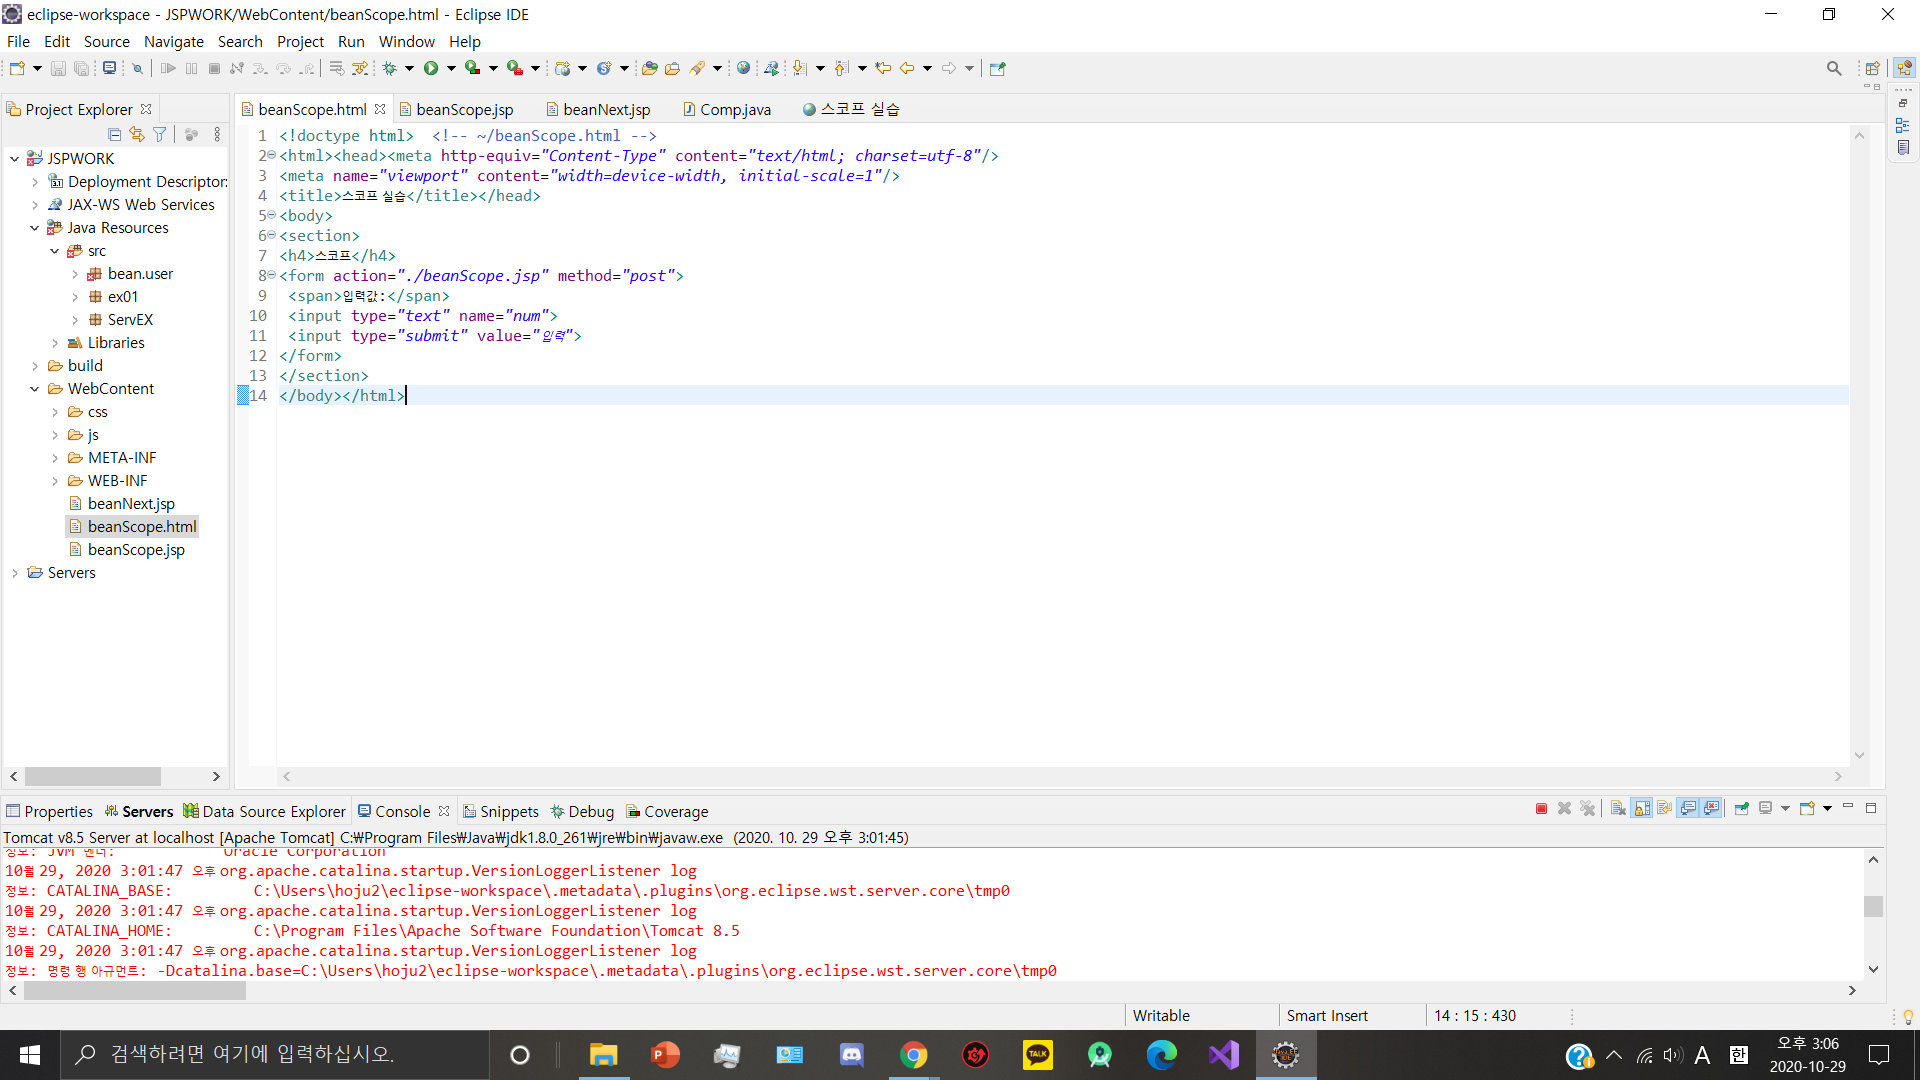 eclipse-workspace - JSPWORK/WebContent/beanScope.html - Eclipse IDE
File Edit Source Navigate Search Project Run Window Help
Project Explorer
beanScope.html beanScope.jsp beanNext.jsp Comp.java 스코프 실습
JSPWORK
Deployment Descriptor:
JAX-WS Web Services
Java Resources
src
bean.user
ex01
ServEX
Libraries
build
WebContent
css
js
META-INF
WEB-INF
beanNext.jsp
beanScope.html
beanScope.jsp
Servers
1 <!doctype html>  <!-- ~/beanScope.html -->
2 <html><head><meta http-equiv="Content-Type" content="text/html; charset=utf-8"/>
3 <meta name="viewport" content="width=device-width, initial-scale=1"/>
4 <title>스코프 실습</title></head>
5 <body>
6 <section>
7 <h4>스코프</h4>
8 <form action="./beanScope.jsp" method="post">
9  <span>입력값:</span>
10  <input type="text" name="num">
11  <input type="submit" value="입력">
12 </form>
13 </section>
14 </body></html>
Properties Servers Data Source Explorer Console Snippets Debug Coverage
Tomcat v8.5 Server at localhost [Apache Tomcat] C:₩Program Files₩Java₩jdk1.8.0_261₩jre₩bin₩javaw.exe  (2020. 10. 29 오후 3:01:45)
정보: JVM 벤더: Oracle Corporation
10월 29, 2020 3:01:47 오후 org.apache.catalina.startup.VersionLoggerListener log
정보: CATALINA_BASE: C:\Users\hoju2\eclipse-workspace\.metadata\.plugins\org.eclipse.wst.server.core\tmp0
10월 29, 2020 3:01:47 오후 org.apache.catalina.startup.VersionLoggerListener log
정보: CATALINA_HOME: C:\Program Files\Apache Software Foundation\Tomcat 8.5
10월 29, 2020 3:01:47 오후 org.apache.catalina.startup.VersionLoggerListener log
정보: 명령 행 아규먼트: -Dcatalina.base=C:\Users\hoju2\eclipse-workspace\.metadata\.plugins\org.eclipse.wst.server.core\tmp0
Writable Smart Insert 14 : 15 : 430
검색하려면 여기에 입력하십시오.
TALK
A 한 오후 3:06
2020-10-29